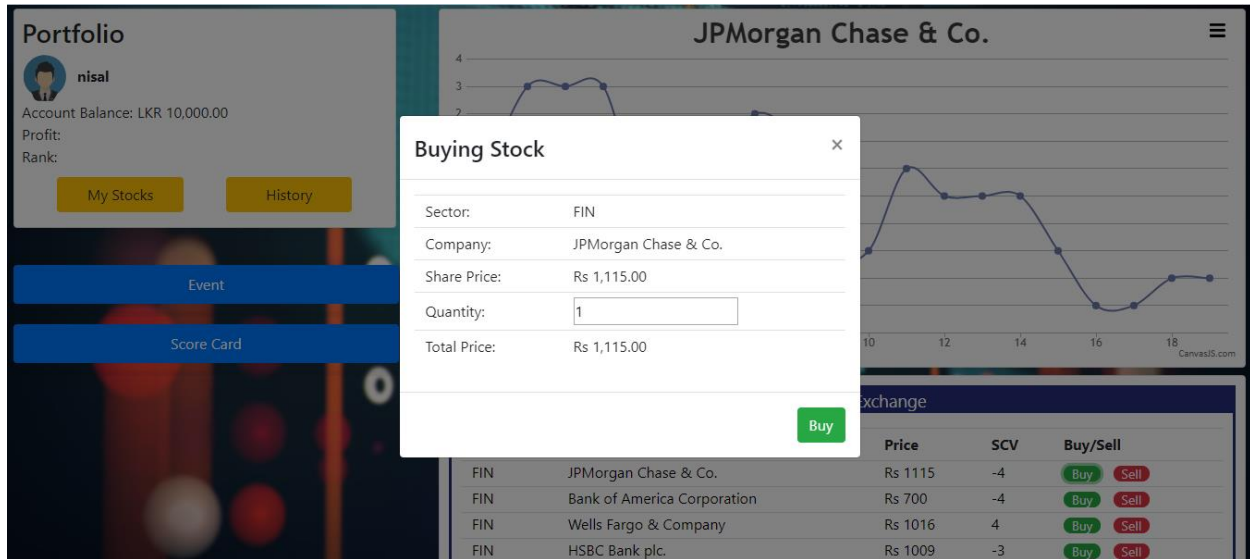 Portfolio
nisal
Account Balance: LKR 10,000.00
Profit:
Rank:
My Stocks History
Event
Score Card
JPMorgan Chase & Co.
4
3
2
10 12 14 16 18
CanvasJS.com
Buying Stock ×
Sector: FIN
Company: JPMorgan Chase & Co.
Share Price: Rs 1,115.00
Quantity: 1
Total Price: Rs 1,115.00
Buy
Exchange
Price SCV Buy/Sell
FIN JPMorgan Chase & Co. Rs 1115 -4 Buy Sell
FIN Bank of America Corporation Rs 700 -4 Buy Sell
FIN Wells Fargo & Company Rs 1016 4 Buy Sell
FIN HSBC Bank plc. Rs 1009 -3 Buy Sell